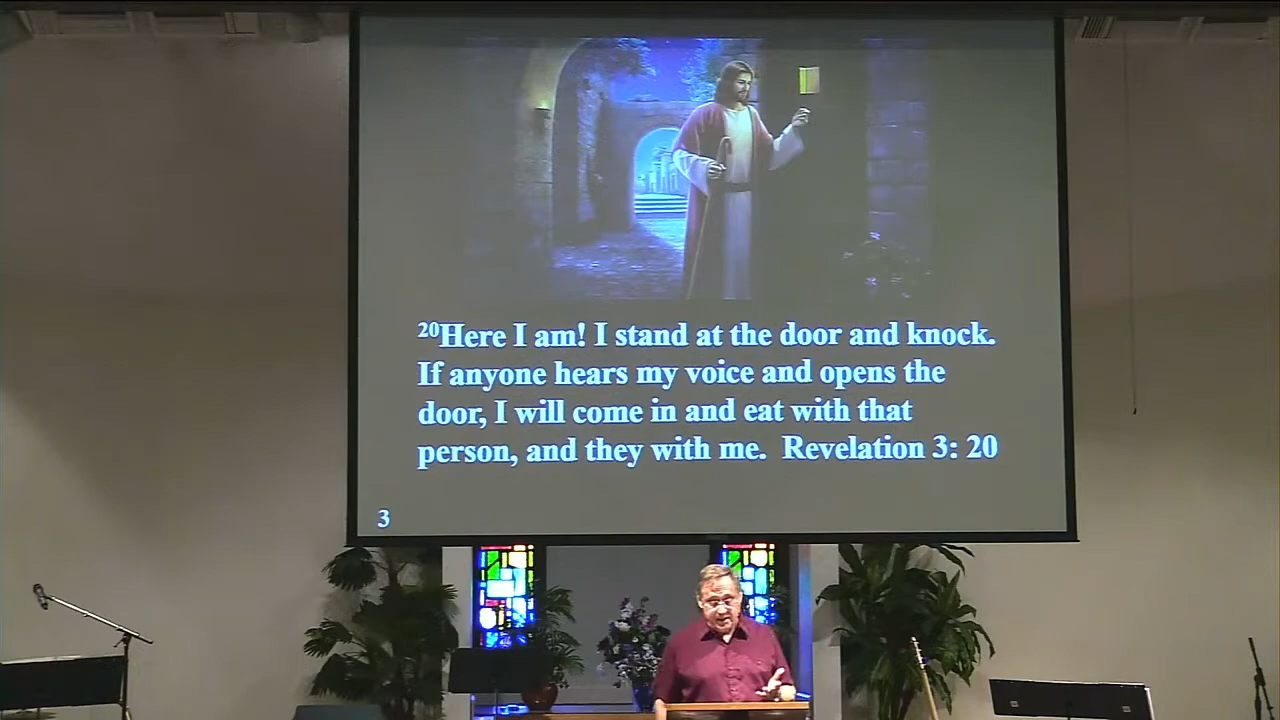 20Here I am! I stand at the door and knock.
If anyone hears my voice and opens the
door, I will come in and eat with that
person, and they with me. Revelation 3: 20
3